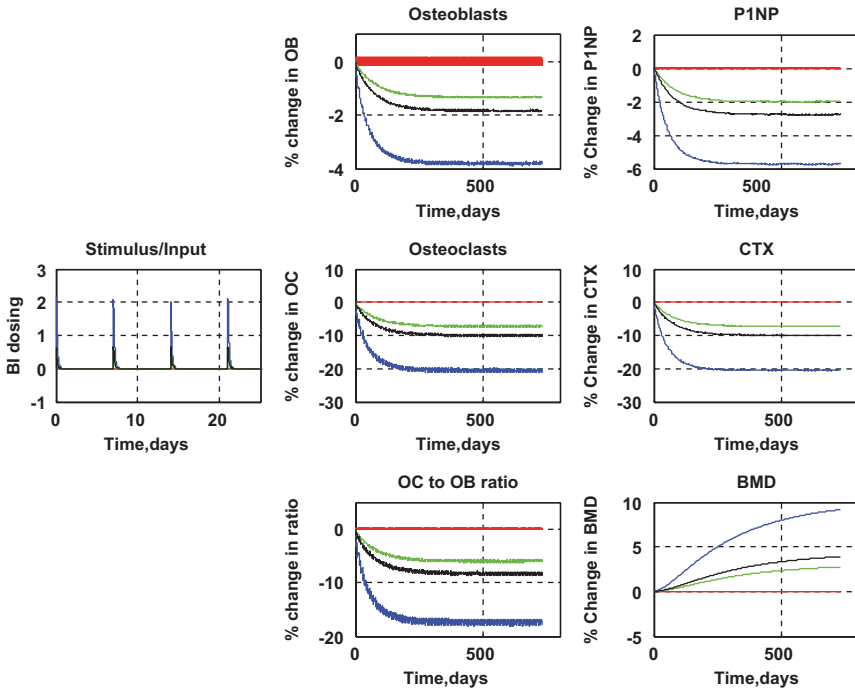 Osteoblasts
% change in OB
2
0
-2
-4
0
500
Time,days
P1NP
% Change in P1NP
2
0
-2
-4
-6
0
500
Time,days
Stimulus/Input
BI dosing
3
2
1
0
-1
0
10
20
Time,days
Osteoclasts
% change in OC
10
0
-10
-20
-30
0
500
Time,days
CTX
% Change in CTX
10
0
-10
-20
-30
0
500
Time,days
OC to OB ratio
% change in ratio
0
-10
-20
0
500
Time,days
BMD
% Change in BMD
10
5
0
-5
0
500
Time,days